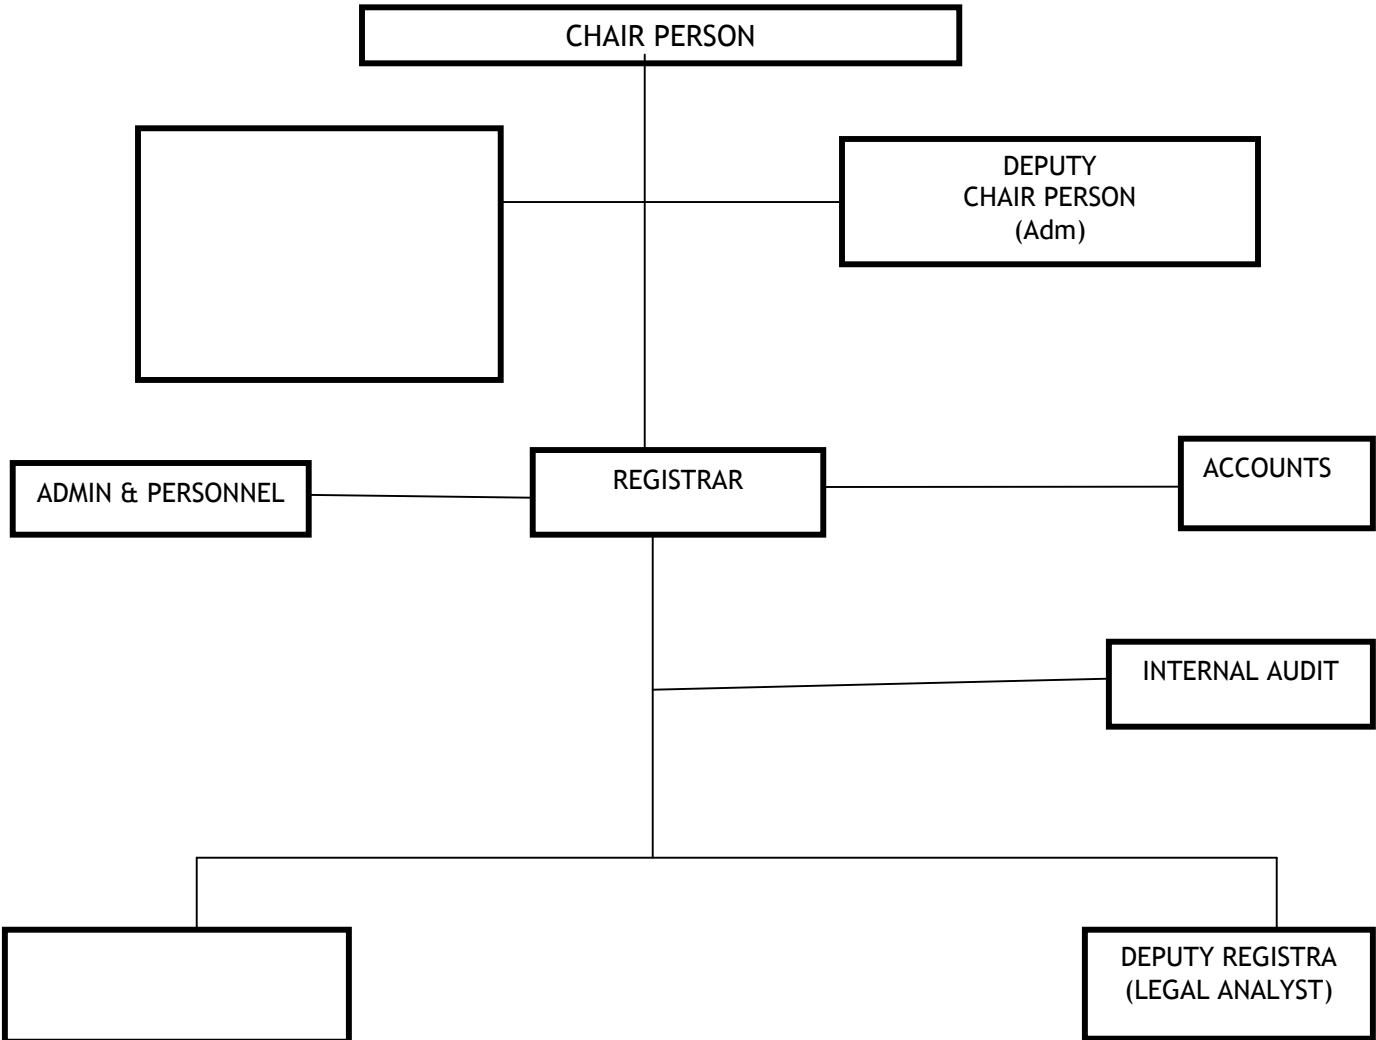 CHAIR PERSON
DEPUTY
CHAIR PERSON
(Adm)
ADMIN & PERSONNEL
REGISTRAR
ACCOUNTS
INTERNAL AUDIT
DEPUTY REGISTRA
(LEGAL ANALYST)